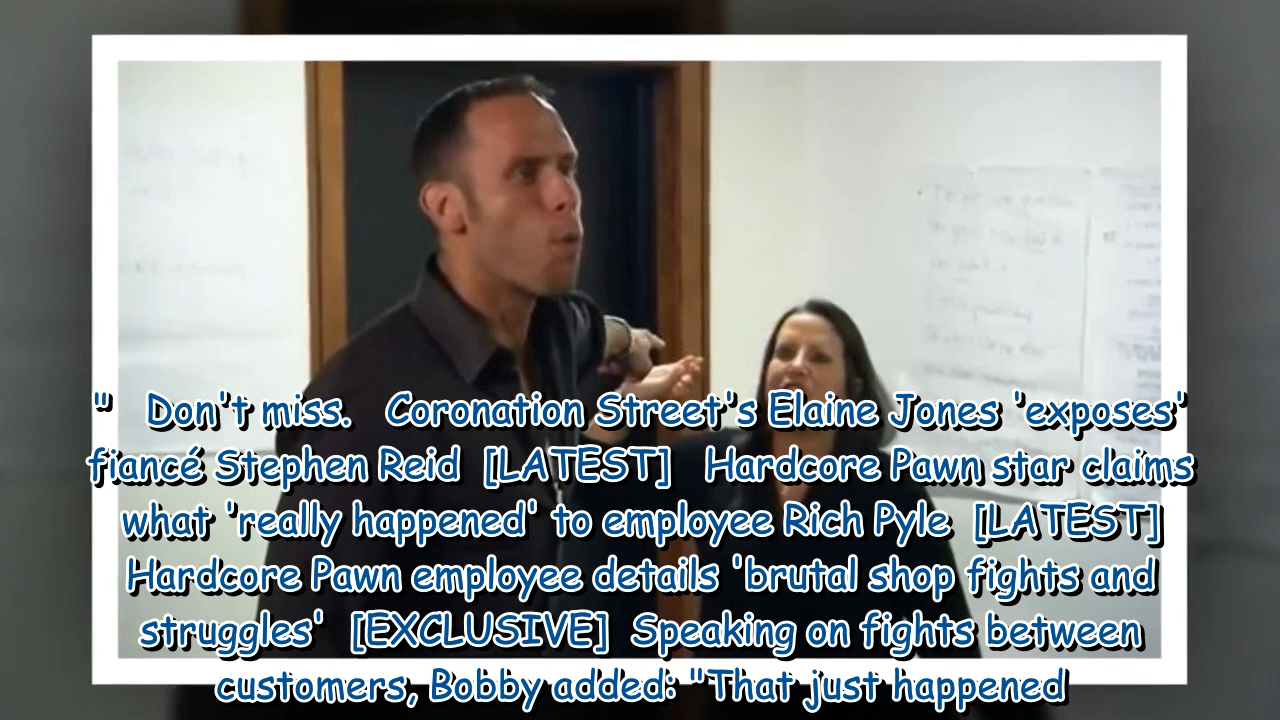 "   Don't miss.   Coronation Street's Elaine Jones 'exposes'
fiancé Stephen Reid  [LATEST]   Hardcore Pawn star claims
what 'really happened' to employee Rich Pyle  [LATEST]
Hardcore Pawn employee details 'brutal shop fights and
struggles'  [EXCLUSIVE]  Speaking on fights between
customers, Bobby added: "That just happened